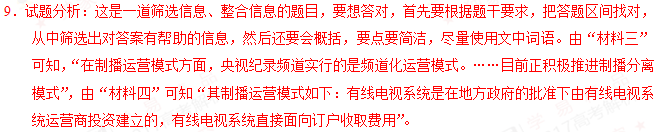 9．试题分析：这是一道筛选信息、整合信息的题目，要想答对，首先要根据题干要求，把答题区间找对，
从中筛选出对答案有帮助的信息，然后还要会概括，要点要简洁，尽量使用文中词语。由“材料三”
可知，“在制播运营模式方面，央视纪录频道实行的是频道化运营模式。……目前正积极推进制播分离
模式”，由“材料四”可知“其制播运营模式如下：有线电视系统是在地方政府的批准下由有线电视系
统运营商投资建立的，有线电视系统直接面向订户收取费用”。